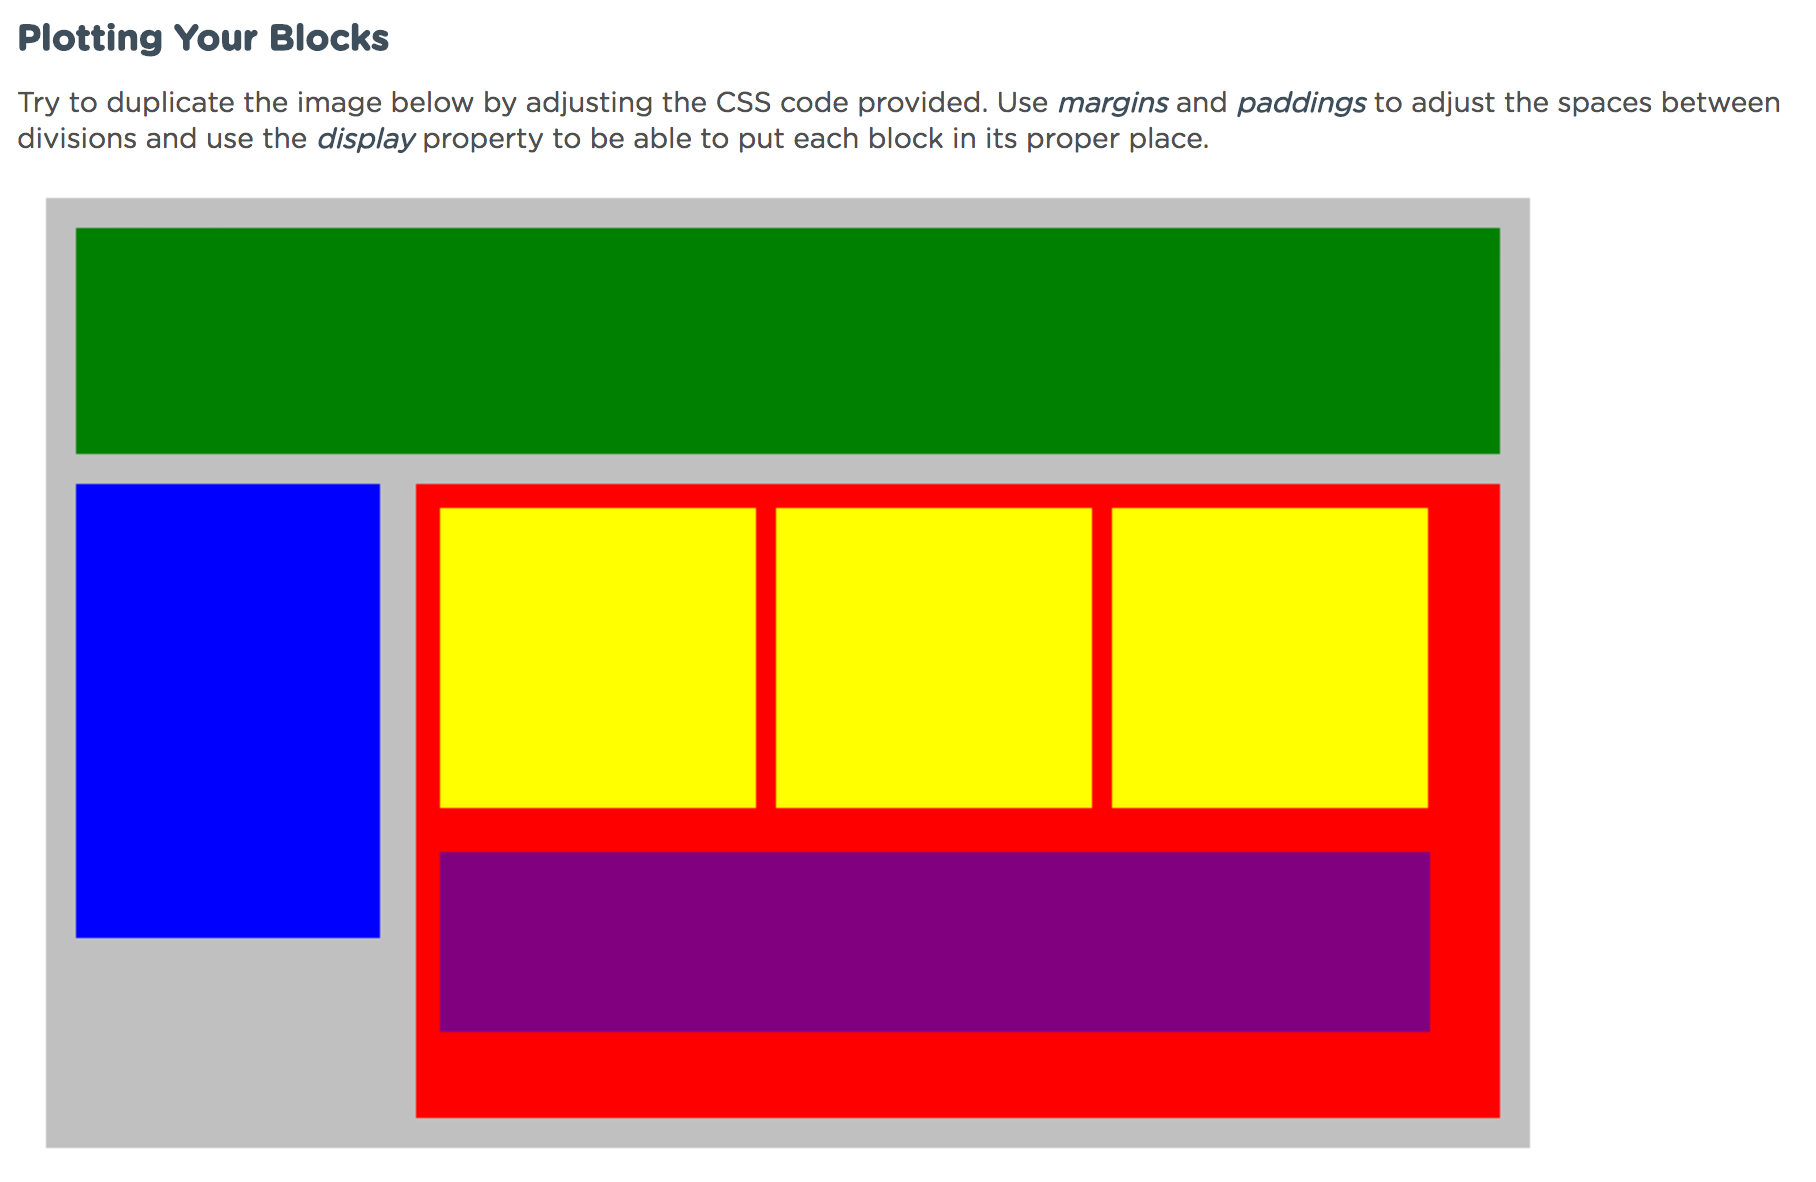 Plotting Your Blocks
Try to duplicate the image below by adjusting the CSS code provided. Use margins and paddings to adjust the spaces between
divisions and use the display property to be able to put each block in its proper place.